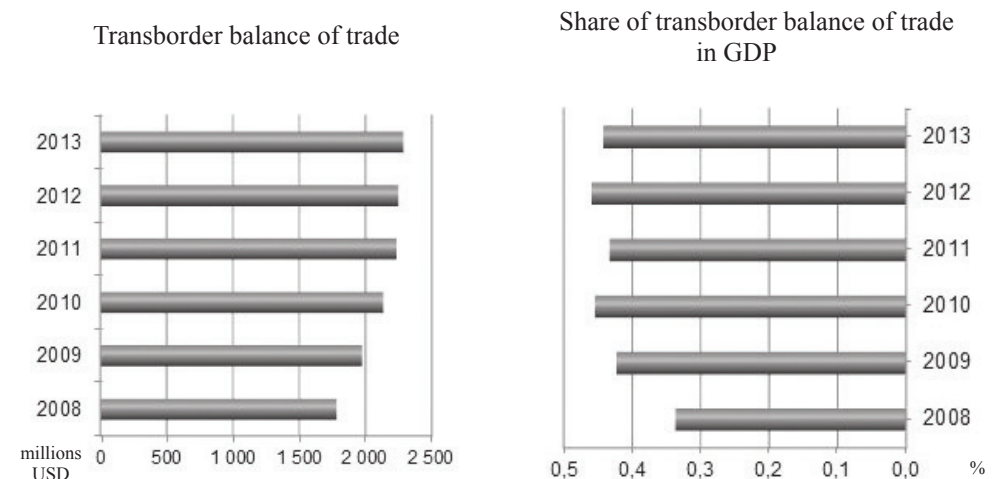 Transborder balance of trade
2013
2012
2011
2010
2009
2008
millions
USD
0 500 1 000 1 500 2 000 2 500
Share of transborder balance of trade
in GDP
2013
2012
2011
2010
2009
2008
0,5 0,4 0,3 0,2 0,1 0,0 %